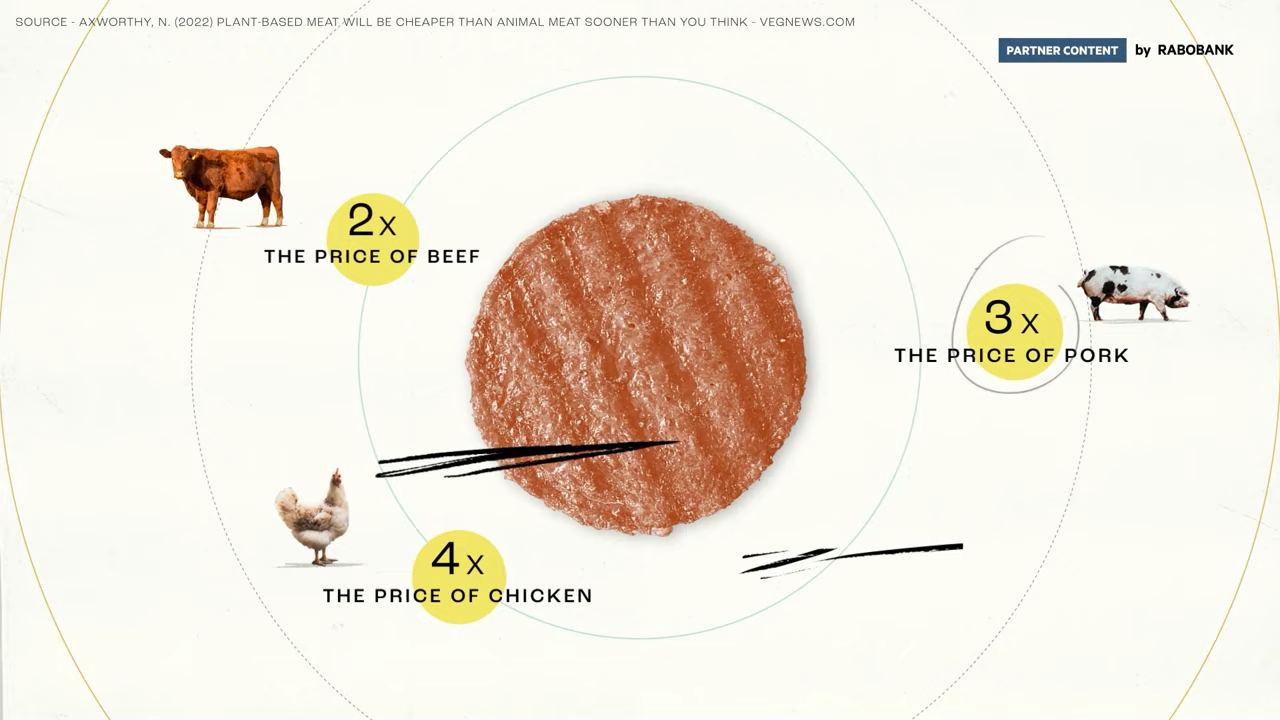 SOURCE - AXWORTHY, N. (2022) PLANT-BASED MEAT WILL BE CHEAPER THAN ANIMAL MEAT SOONER THAN YOU THINK - VEGNEWS.COM
PARTNER CONTENT by RABOBANK
2x
THE PRICE OF BEEF
3x
THE PRICE OF PORK
4x
THE PRICE OF CHICKEN